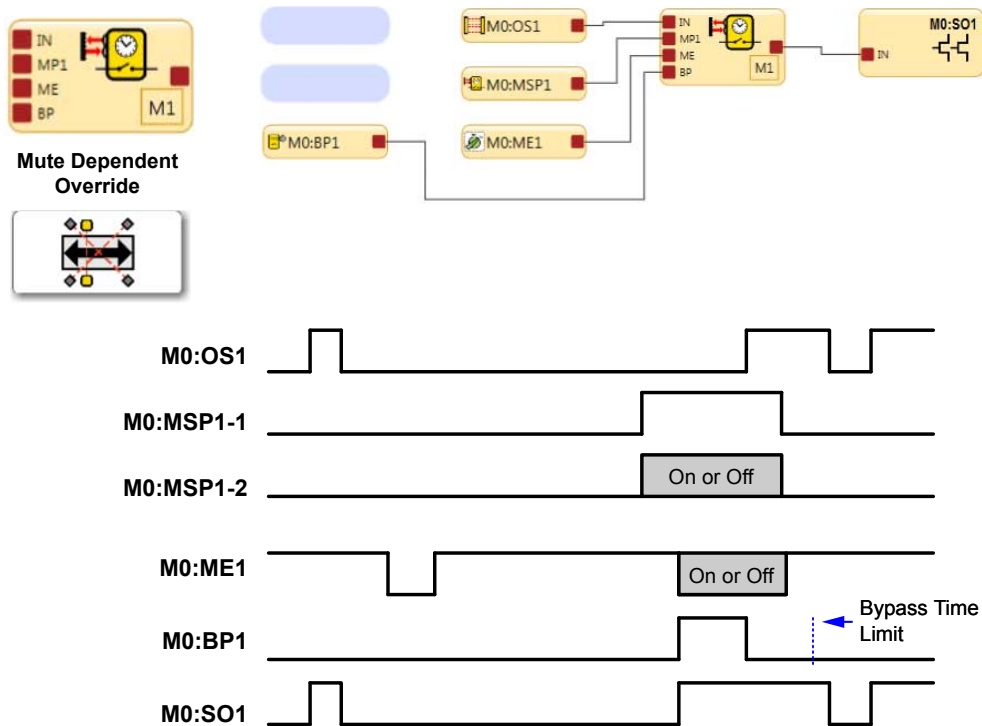 IN
MP1
ME
BP
M1
Mute Dependent
Override
M0:OS1
M0:MSP1
M0:BP1
M0:ME1
IN
MP1
ME
BP
M1
M0:SO1
IN
M0:OS1
M0:MSP1-1
M0:MSP1-2
On or Off
M0:ME1
On or Off
M0:BP1
Bypass Time
Limit
M0:SO1